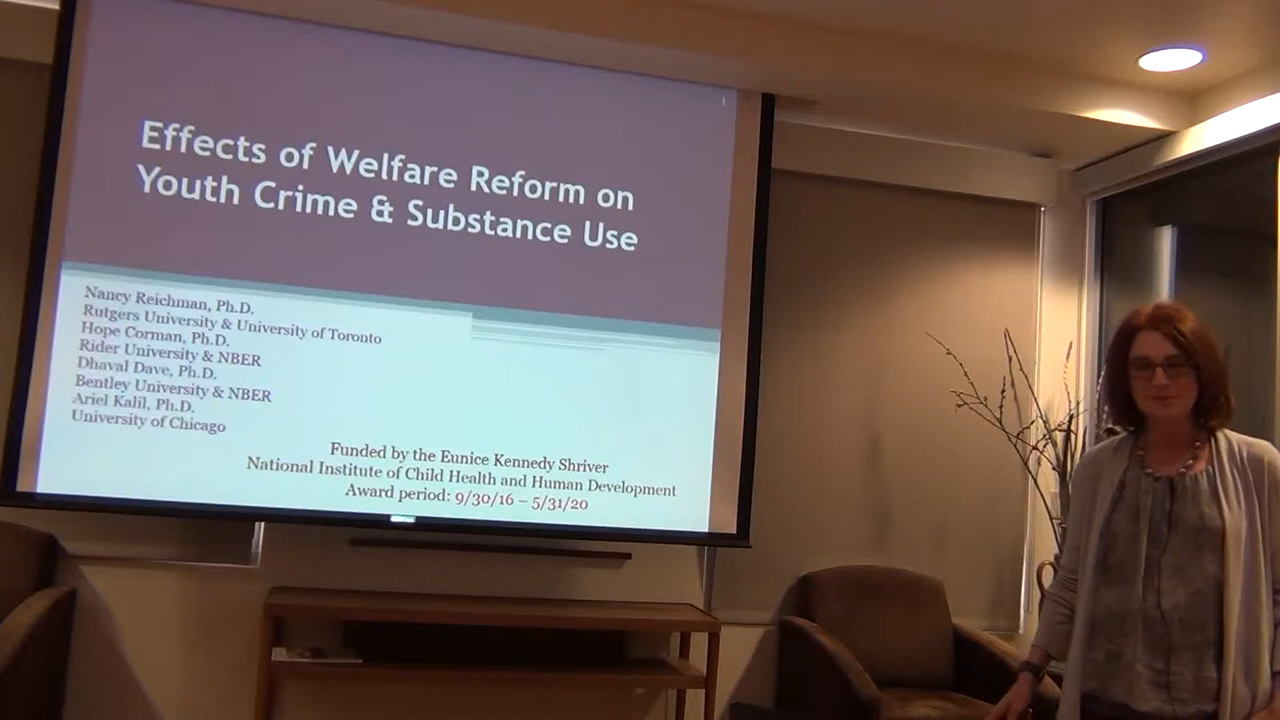 Effects of Welfare Reform on
Youth Crime & Substance Use
Nancy Reichman, Ph.D.
Rutgers University & University of Toronto
Hope Corman, Ph.D.
Rider University & NBER
Dhaval Dave, Ph.D.
Bentley University & NBER
Ariel Kalil, Ph.D.
University of Chicago
Funded by the Eunice Kennedy Shriver
National Institute of Child Health and Human Development
Award period: 9/30/16 – 5/31/20